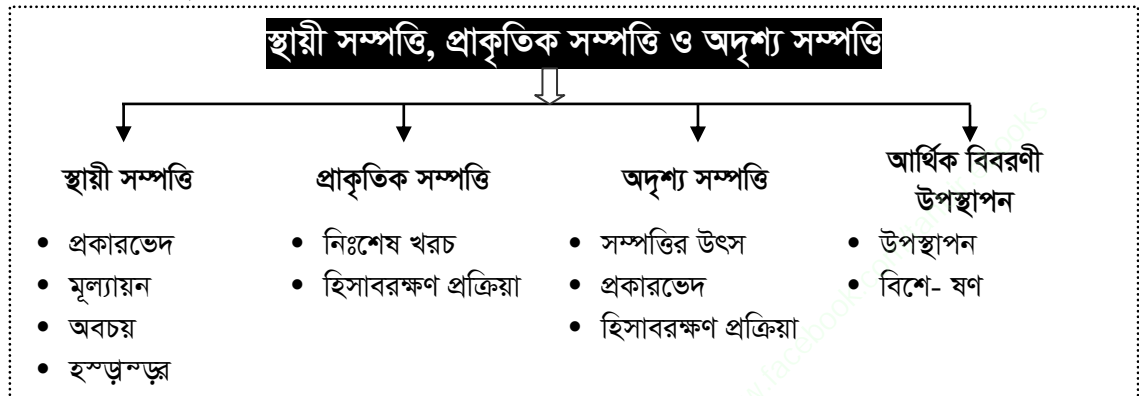 স্থায়ী সম্পত্তি, প্রাকৃতিক সম্পত্তি ও অদৃশ্য সম্পত্তি
স্থায়ী সম্পত্তি
• প্রকারভেদ
• মূল্যায়ন
• অবচয়
• হস্ড়ান্ড়র
প্রাকৃতিক সম্পত্তি
• নিঃশেষ খরচ
• হিসাবরক্ষণ প্রক্রিয়া
অদৃশ্য সম্পত্তি
• সম্পত্তির উৎস
• প্রকারভেদ
• হিসাবরক্ষণ প্রক্রিয়া
আর্থিক বিবরণী
উপস্থাপন
• উপস্থাপন
• বিশে- ষণ